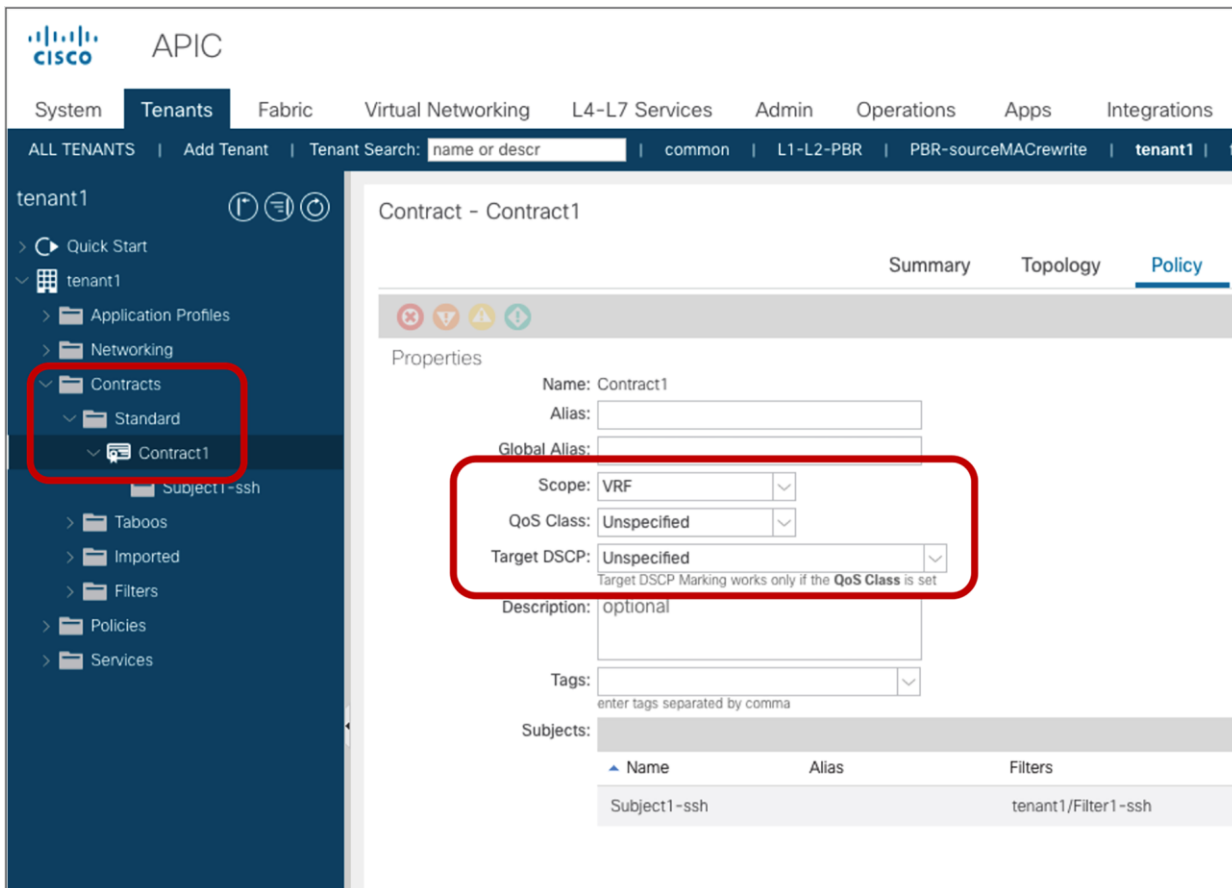 CISCO
APIC
System Tenants Fabric Virtual Networking L4-L7 Services Admin Operations Apps Integrations
ALL TENANTS | Add Tenant | Tenant Search: name or descr | common | L1-L2-PBR | PBR-sourceMACrewrite | tenant1 |
tenant1
Quick Start
tenant1
Application Profiles
Networking
Contracts
Standard
Contract1
Subject1-ssh
Taboos
Imported
Filters
Policies
Services
Contract - Contract1
Summary Topology Policy
Properties
Name: Contract1
Alias:
Global Alias:
Scope: VRF
QoS Class: Unspecified
Target DSCP: Unspecified
Target DSCP Marking works only if the QoS Class is set
Description: optional
Tags:
enter tags separated by comma
Subjects:
Name Alias Filters
Subject1-ssh tenant1/Filter1-ssh